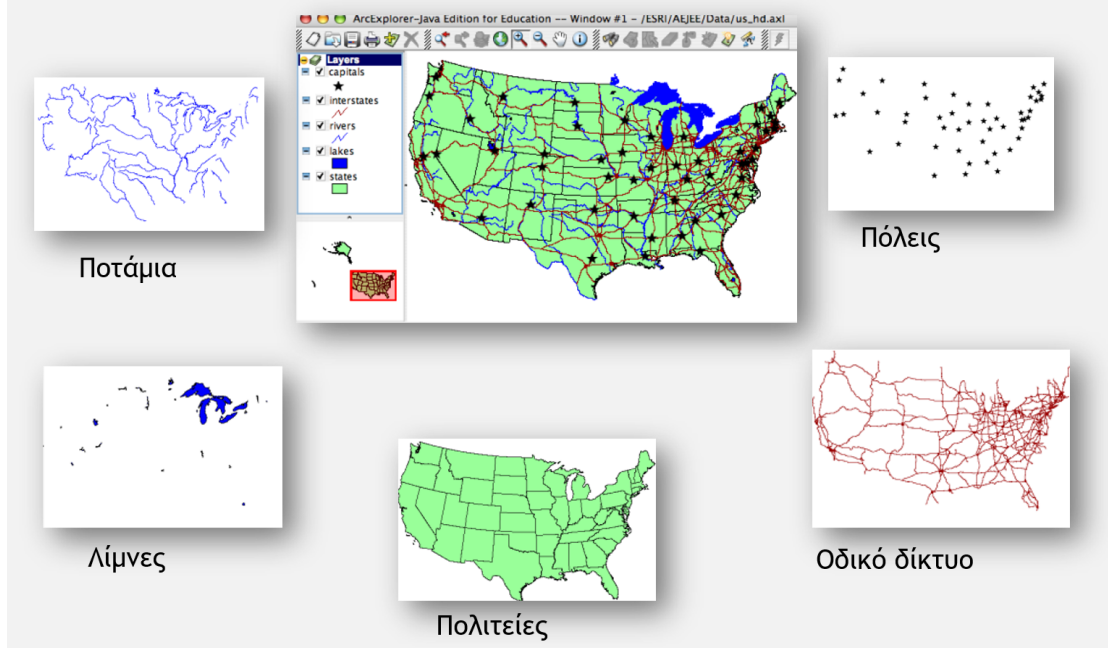 ArcExplorer-Java Edition for Education -- Window #1 - /ESRI/AEJEE/Data/us_hd.axl
Layers
capitals
interstates
rivers
lakes
states
Ποτάμια
Πόλεις
Λίμνες
Πολιτείες
Οδικό δίκτυο